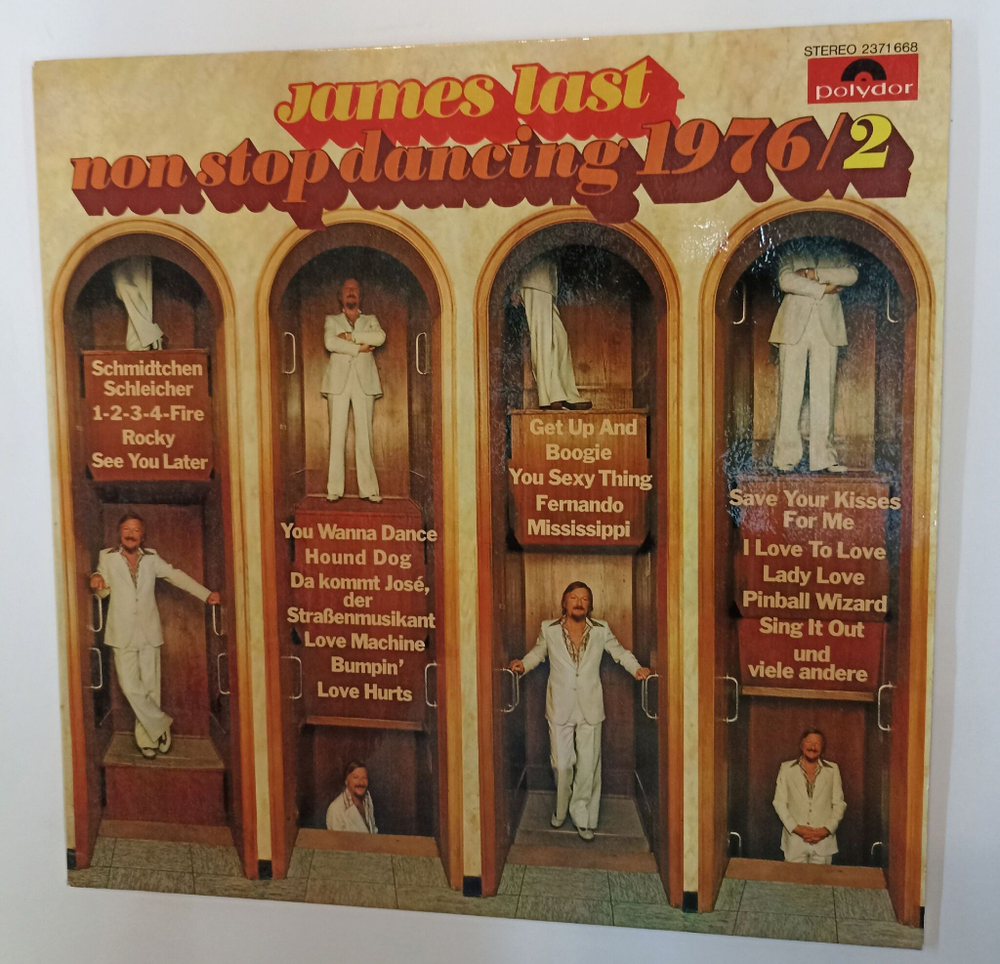 STEREO 2371 668
polydor
james last
non stop dancing 1976/2
Schmidtchen
Schleicher
1-2-3-4-Fire
Rocky
See You Later
You Wanna Dance
Hound Dog
Da kommt José,
der
Straßenmusikant
Love Machine
Bumpin'
Love Hurts
Get Up And
Boogie
You Sexy Thing
Fernando
Mississippi
Save Your Kisses
For Me
I Love To Love
Lady Love
Pinball Wizard
Sing It Out
und
viele andere